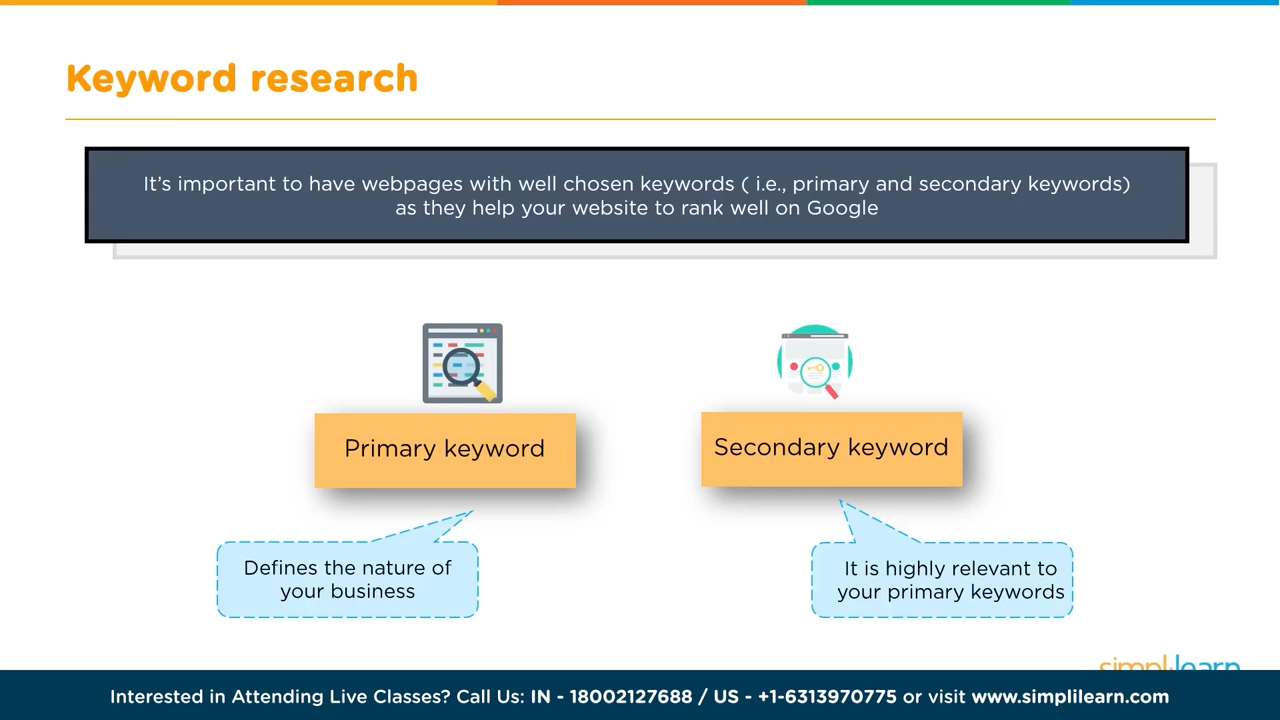 Keyword research
It's important to have webpages with well chosen keywords ( i.e., primary and secondary keywords)
as they help your website to rank well on Google
Primary keyword
Secondary keyword
Defines the nature of
your business
It is highly relevant to
your primary keywords
simplilearn
Interested in Attending Live Classes? Call Us: IN - 18002127688 / US - +1-6313970775 or visit www.simplilearn.com